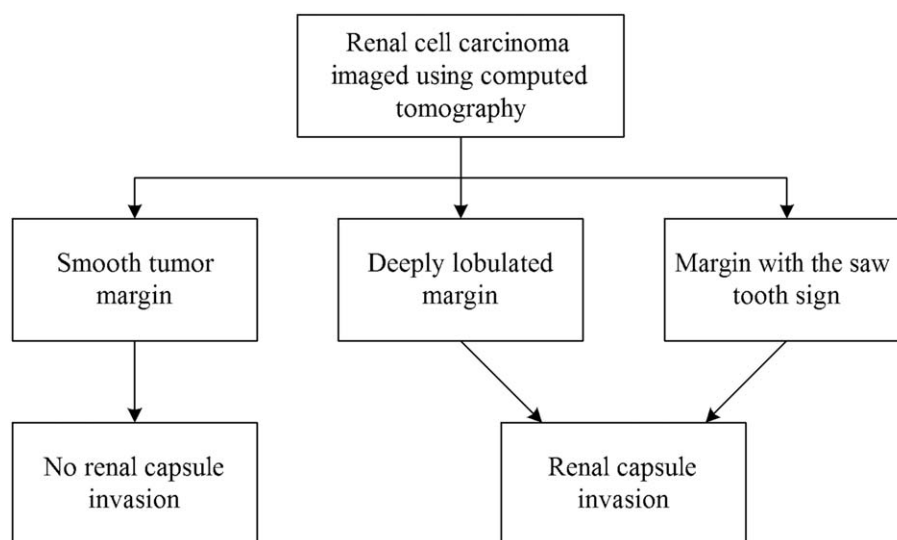 Renal cell carcinoma
imaged using computed
tomography
Smooth tumor
margin
Deeply lobulated
margin
Margin with the saw
tooth sign
No renal capsule
invasion
Renal capsule
invasion